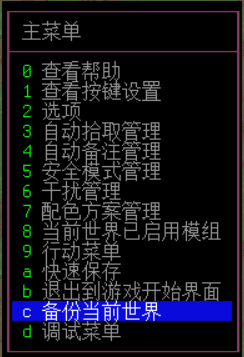 主菜单
0 查看帮助
1 查看按键设置
2 选项
3 自动拾取管理
4 自动备注管理
5 安全模式管理
6 干扰管理
7 配色方案管理
8 当前世界已启用模组
9 行动菜单
a 快速保存
b 退出到游戏开始界面
c 备份当前世界
d 调试菜单